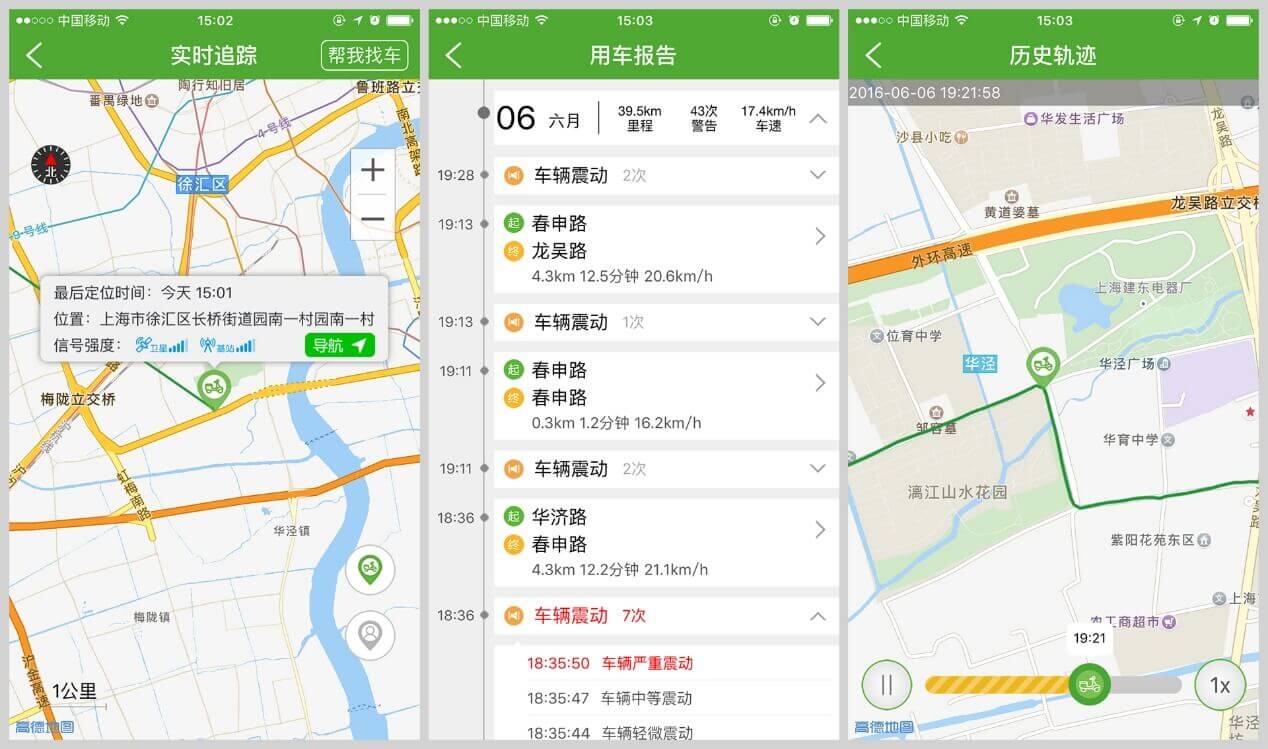 中国移动
15:02
实时追踪
帮我找车
陶行知旧居
鲁班路立交
番禺绿地
4号线
南北高架路
北
徐汇区
9号线
最后定位时间：今天 15:01
位置：上海市徐汇区长桥街道园南一村园南一村
信号强度：
卫星
基站
导航
梅陇立交桥
虹梅南路
华泾镇
梅陇镇
沪金高速
1公里
高德地图
中国移动
15:03
用车报告
06 六月
39.5km 43次 17.4km/h
里程 警告 车速
19:28 车辆震动 2次
19:13 起 春申路
终 龙吴路
4.3km 12.5分钟 20.6km/h
19:13 车辆震动 1次
19:11 起 春申路
终 春申路
0.3km 1.2分钟 16.2km/h
19:11 车辆震动 2次
18:36 起 华济路
终 春申路
4.3km 12.2分钟 21.1km/h
18:36 车辆震动 7次
18:35:50 车辆严重震动
18:35:47 车辆中等震动
18:35:44 车辆轻微震动
中国移动
15:03
历史轨迹
2016-06-06 19:21:58
华发生活广场
龙吴路
沙县小吃
黄道婆墓
龙吴路立交桥
外环高速
上海建东电器厂
文 位育中学
华泾
华泾广场
邹容墓
华育中学 文
漓江山水花园
紫阳花苑东区
文 上海
农工商超市
19:21
1x
高德地图
华泾